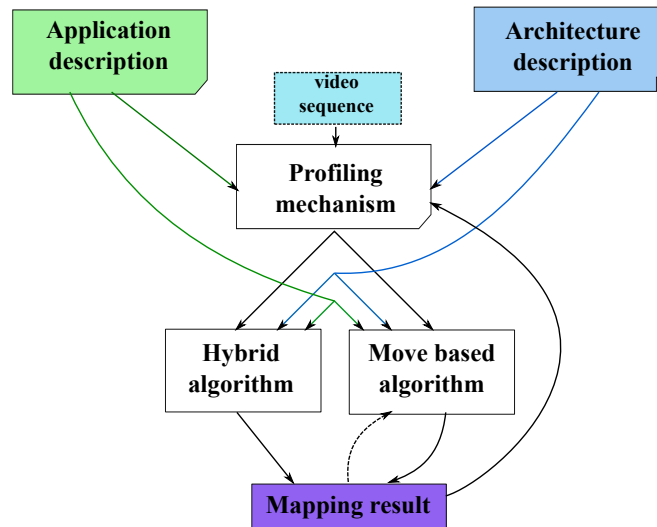 Application
description
Architecture
description
video
sequence
Profiling
mechanism
Hybrid
algorithm
Move based
algorithm
Mapping result